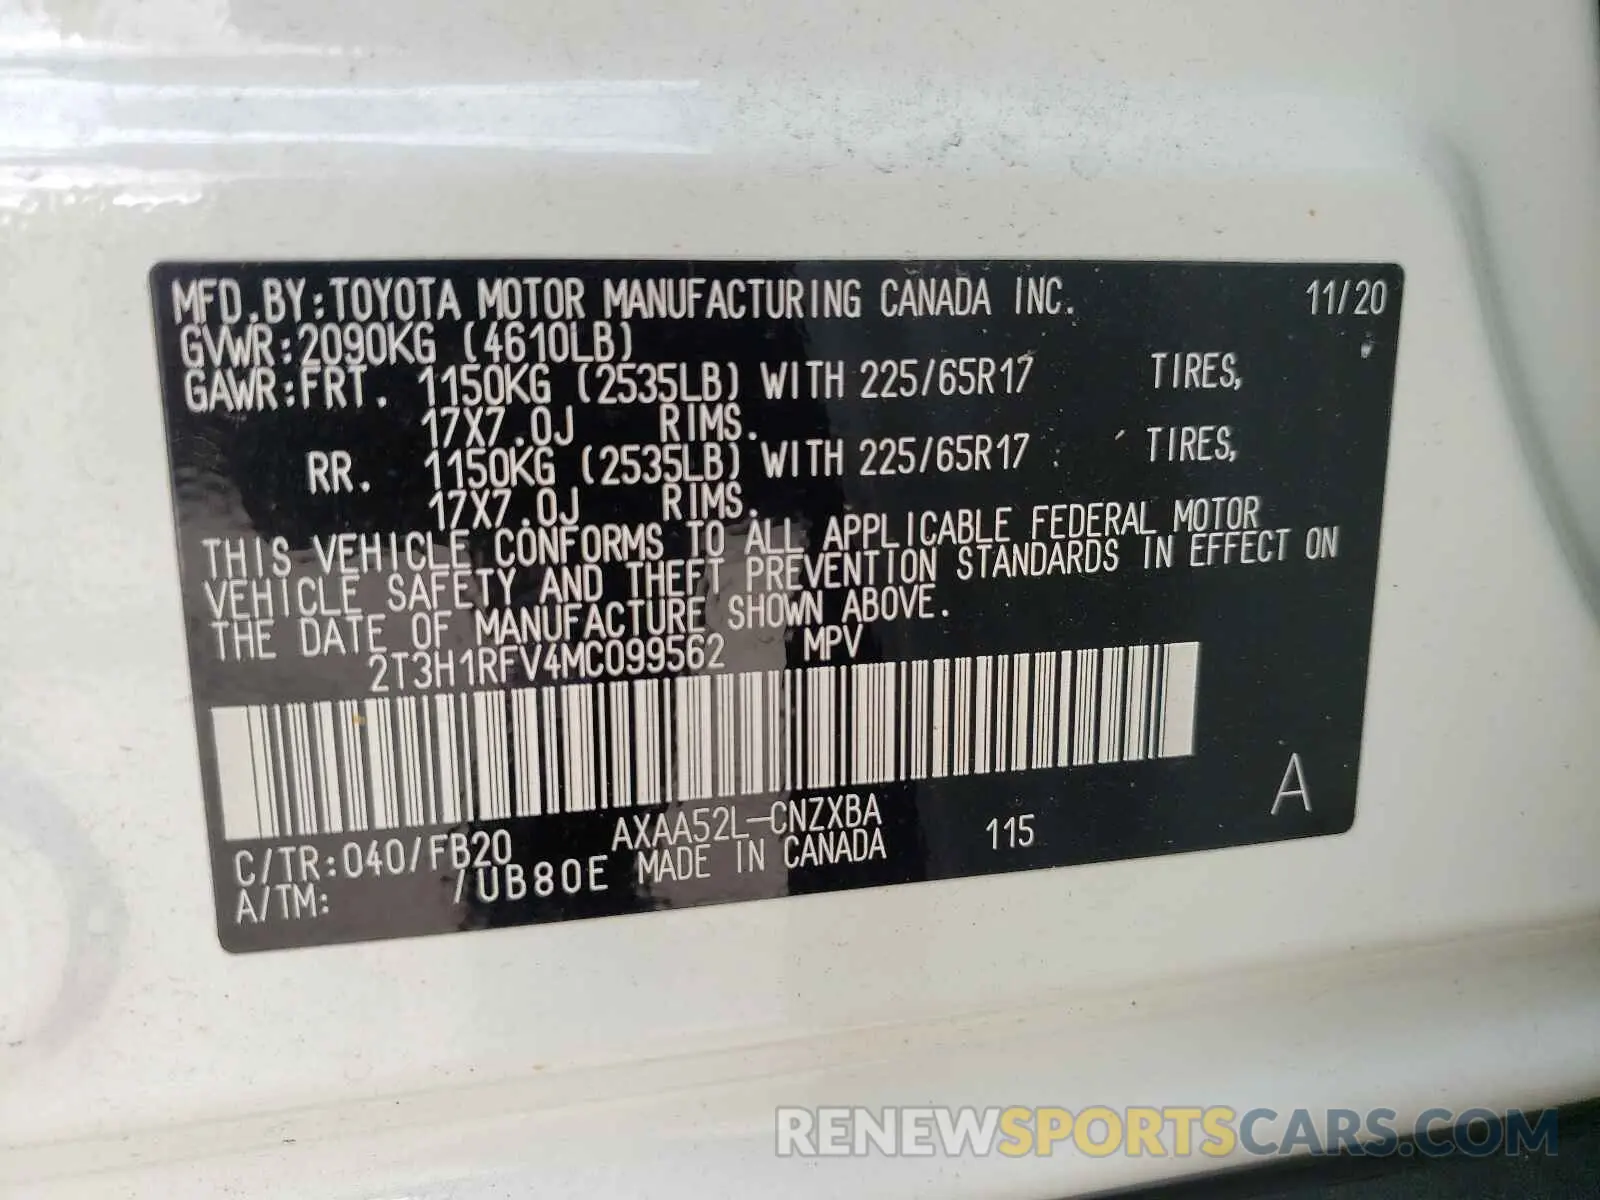 MFD.BY:TOYOTA MOTOR MANUFACTURING CANADA INC. 11/20
GVWR:2090KG (4610LB)
GAWR:FRT. 1150KG (2535LB) WITH 225/65R17 TIRES,
17X7.0J RIMS.
RR. 1150KG (2535LB) WITH 225/65R17 TIRES,
17X7.0J RIMS.
THIS VEHICLE CONFORMS TO ALL APPLICABLE FEDERAL MOTOR
VEHICLE SAFETY AND THEFT PREVENTION STANDARDS IN EFFECT ON
THE DATE OF MANUFACTURE SHOWN ABOVE.
2T3H1RFV4MC099562 MPV
A
C/TR:040/FB20 AXAA52L-CNZXBA 115
A/TM: /UB80E MADE IN CANADA
RENEWSPORTSCARS.COM